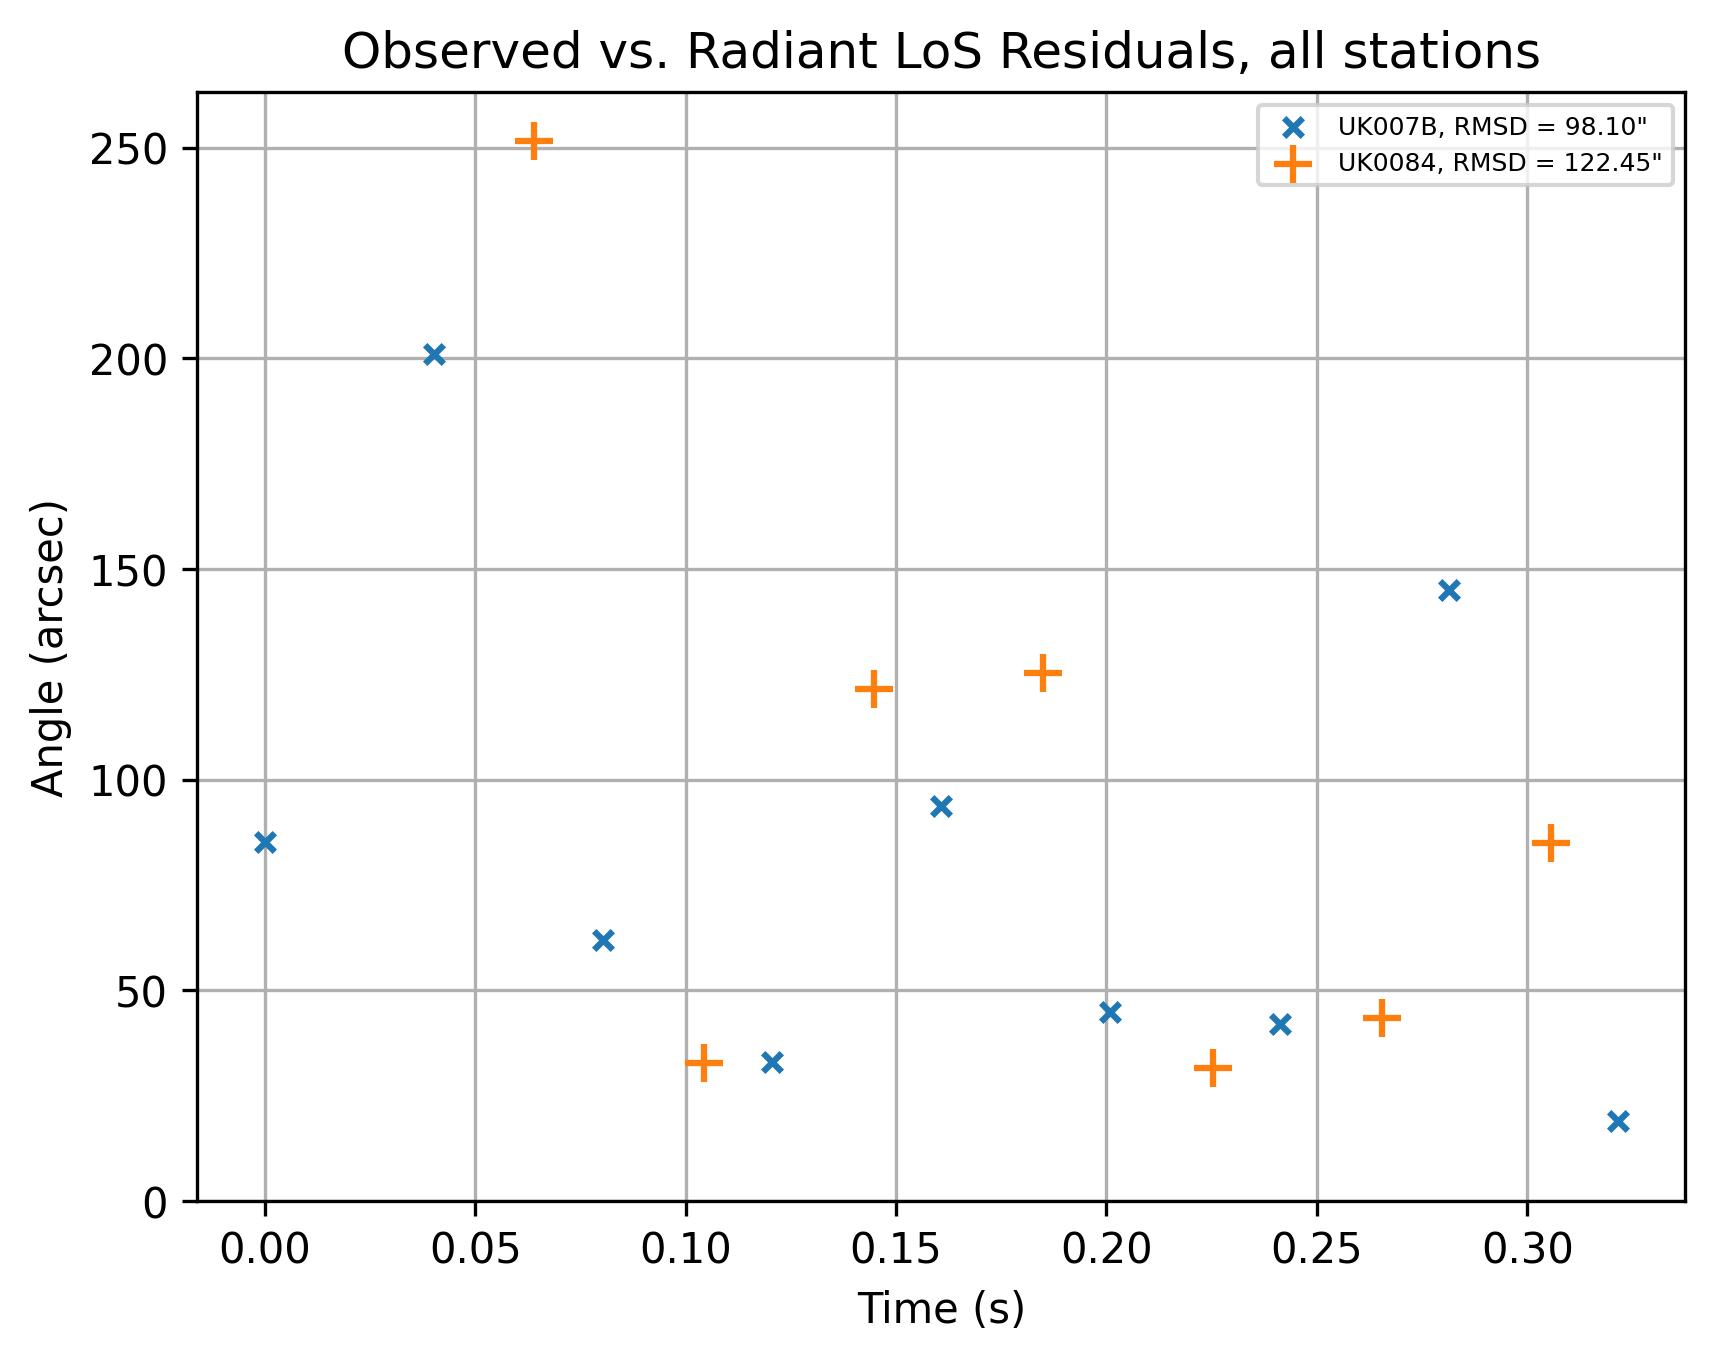 Observed vs. Radiant LoS Residuals, all stations
UK007B, RMSD = 98.10"
UK0084, RMSD = 122.45"
250
200
150
100
50
0
Angle (arcsec)
0.00 0.05 0.10 0.15 0.20 0.25 0.30
Time (s)